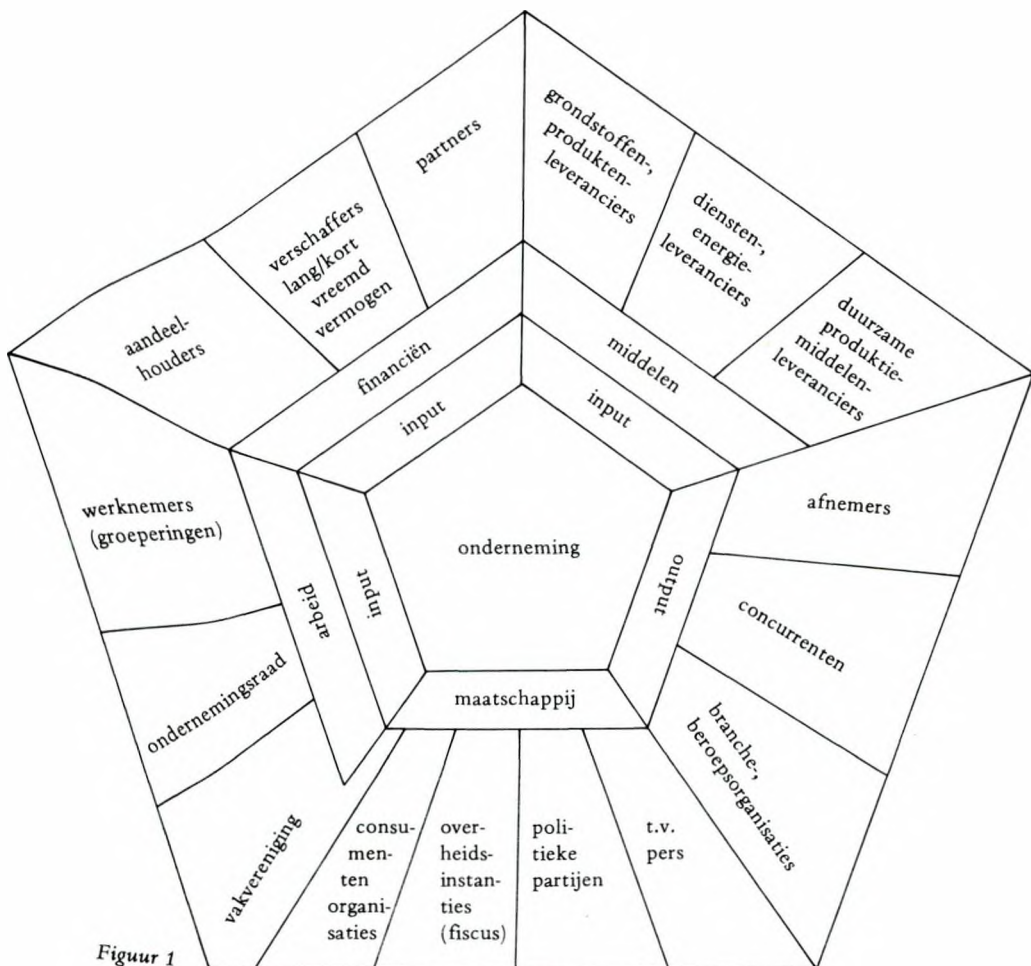 partners
verschaffers
lang/kort
vreemd
vermogen
aandeel-
houders
grondstoffen-,
produkten-
leveranciers
diensten-,
energie-
leveranciers
duurzame
produktie-
middelen-
leveranciers
financiën
middelen
input
input
werknemers
(groeperingen)
ondernemingsraad
vakvereniging
arbeid
input
onderneming
output
afnemers
concurrenten
branche-,
beroepsorganisaties
maatschappij
consu-
men-
ten
organi-
saties
over-
heids-
instan-
ties
(fiscus)
poli-
tieke
partijen
t.v.
pers
Figuur 1